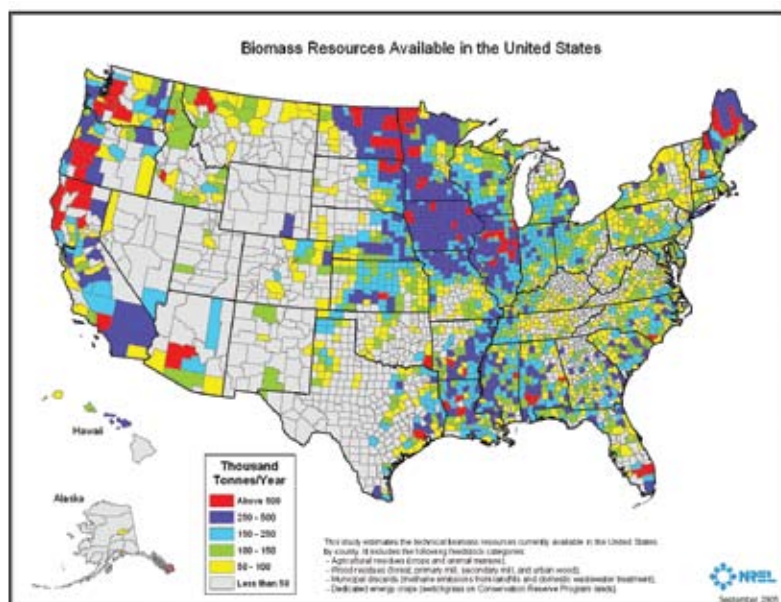 Biomass Resources Available in the United States
Hawaii
Alaska
Thousand
Tonnes/Year
Above 500
250 - 500
150 - 250
100 - 150
50 - 100
Less than 50
This study estimates the technical biomass resources currently available in the United States
by county. It includes the following feedstock categories:
- Agricultural residues (crops and animal manure);
- Wood residues (forest, primary mill, secondary mill, and urban wood);
- Municipal discards (methane emissions from landfills and domestic wastewater treatment);
- Dedicated energy crops (switchgrass on Conservation Reserve Program lands).
NREL
September 2005